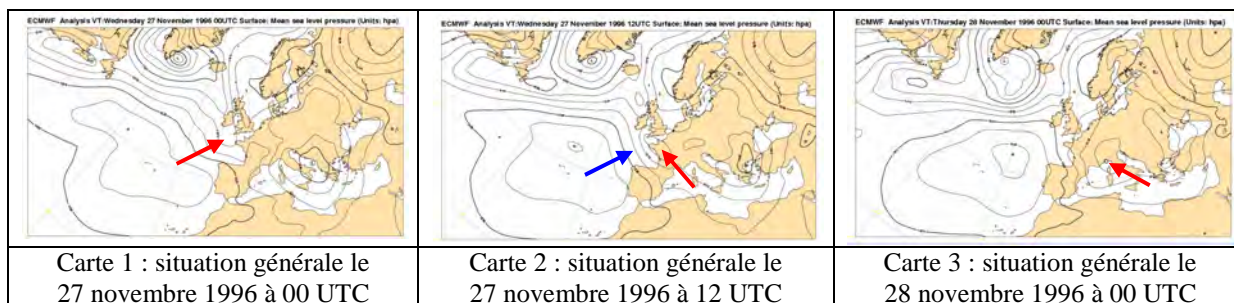 ECMWF Analysis VT:Wednesday 27 November 1996 00UTC Surface: Mean sea level pressure (Units: hpa)
ECMWF Analysis VT:Wednesday 27 November 1996 12UTC Surface: Mean sea level pressure (Units: hpa)
ECMWF Analysis VT:Thursday 28 November 1996 00UTC Surface: Mean sea level pressure (Units: hpa)
Carte 1 : situation générale le
27 novembre 1996 à 00 UTC
Carte 2 : situation générale le
27 novembre 1996 à 12 UTC
Carte 3 : situation générale le
28 novembre 1996 à 00 UTC